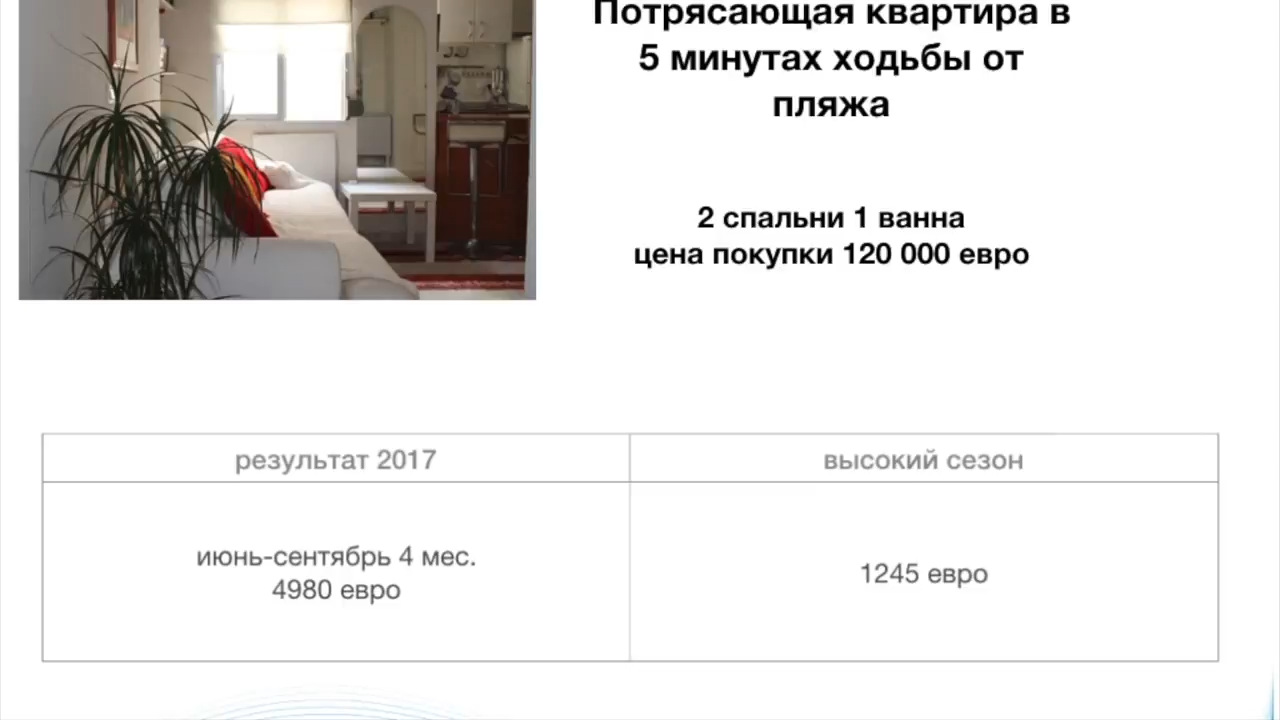 Потрясающая квартира в
5 минутах ходьбы от
пляжа
2 спальни 1 ванна
цена покупки 120 000 евро
результат 2017
высокий сезон
июнь-сентябрь 4 мес.
4980 евро
1245 евро